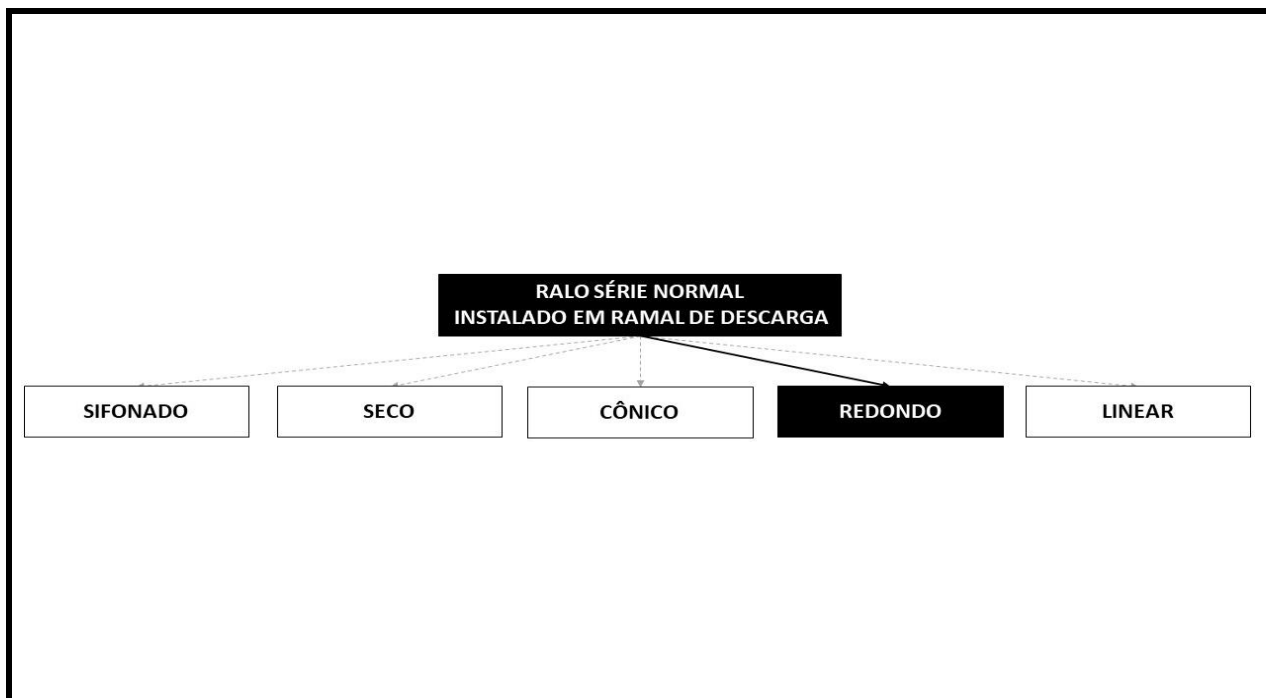 RALO SÉRIE NORMAL
INSTALADO EM RAMAL DE DESCARGA
SIFONADO
SECO
CÔNICO
REDONDO
LINEAR